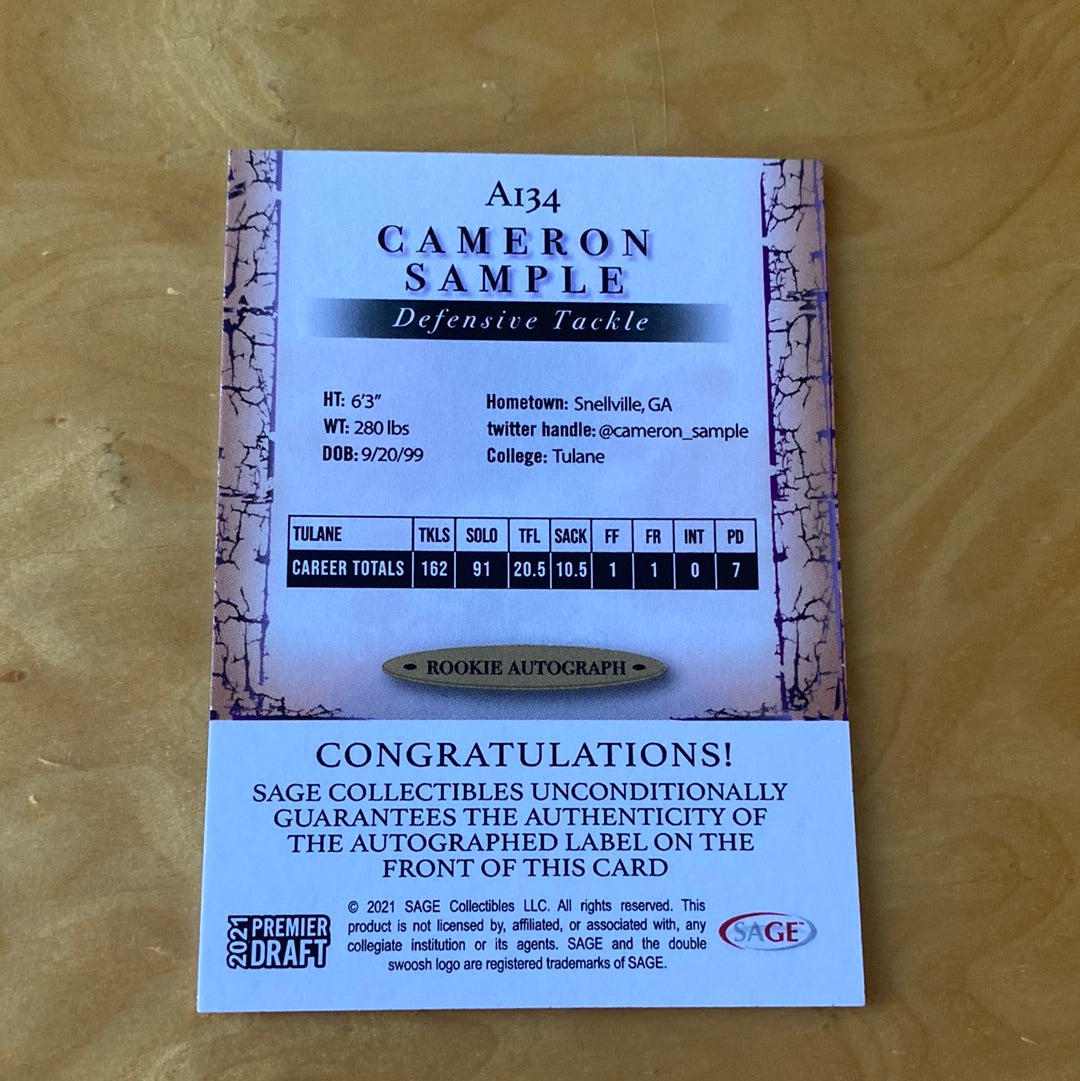 A134
CAMERON
SAMPLE
Defensive Tackle
HT: 6'3" Hometown: Snellville, GA
WT: 280 lbs twitter handle: @cameron_sample
DOB: 9/20/99 College: Tulane
TULANE TKLS SOLO TFL SACK FF FR INT PD
CAREER TOTALS 162 91 20.5 10.5 1 1 0 7
• ROOKIE AUTOGRAPH •
CONGRATULATIONS!
SAGE COLLECTIBLES UNCONDITIONALLY
GUARANTEES THE AUTHENTICITY OF
THE AUTOGRAPHED LABEL ON THE
FRONT OF THIS CARD
© 2021 SAGE Collectibles LLC. All rights reserved. This
product is not licensed by, affiliated, or associated with, any
collegiate institution or its agents. SAGE and the double
swoosh logo are registered trademarks of SAGE.
2021 PREMIER
DRAFT
SAGE™